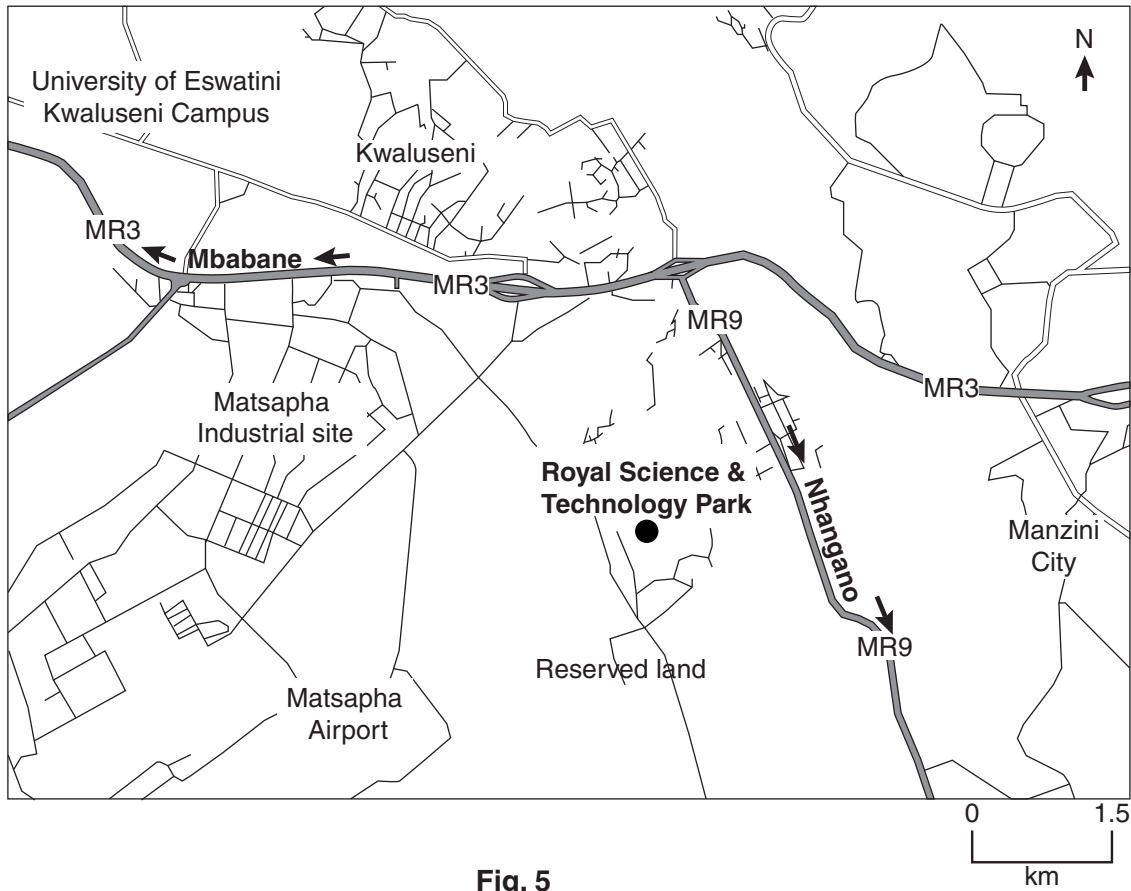 N
University of Eswatini
Kwaluseni Campus
Kwaluseni
MR3
Mbabane
MR3
MR9
MR3
Matsapha
Industrial site
Royal Science &
Technology Park
Nhangano
Manzini
City
MR9
Reserved land
Matsapha
Airport
0 1.5
km
Fig. 5